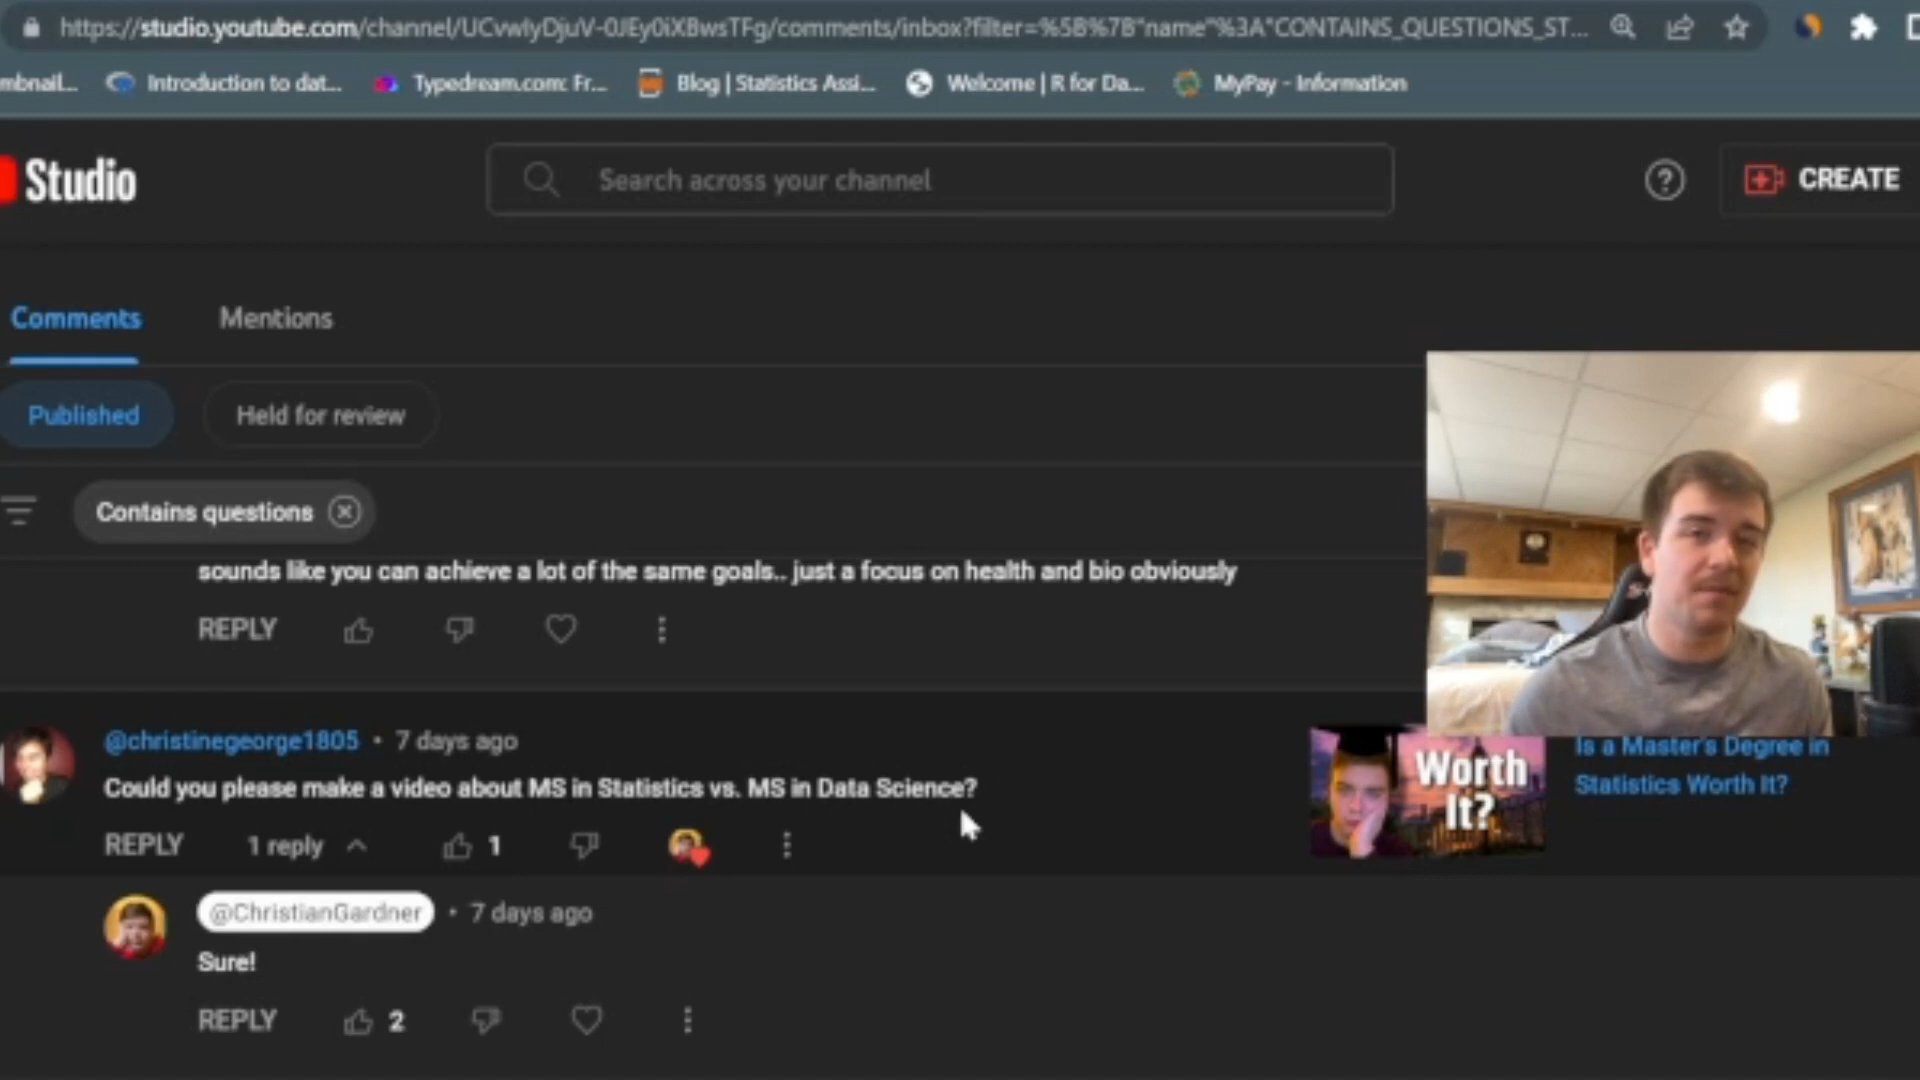 https://studio.youtube.com/channel/UCvwIyDjuV-0JEy0iXBwsTFg/comments/inbox?filter=%5B%7B"name"%3A"CONTAINS_QUESTIONS_ST...
mbnail... Introduction to dat... Typedream.com: Fr... Blog | Statistics Assi... Welcome | R for Da... MyPay - Information
Studio
Search across your channel
CREATE
Comments Mentions
Published Held for review
Contains questions
sounds like you can achieve a lot of the same goals.. just a focus on health and bio obviously
REPLY
@christinegeorge1805 • 7 days ago
Could you please make a video about MS in Statistics vs. MS in Data Science?
REPLY 1 reply 1
Worth
It?
Is a Master's Degree in
Statistics Worth It?
@ChristianGardner • 7 days ago
Sure!
REPLY 2